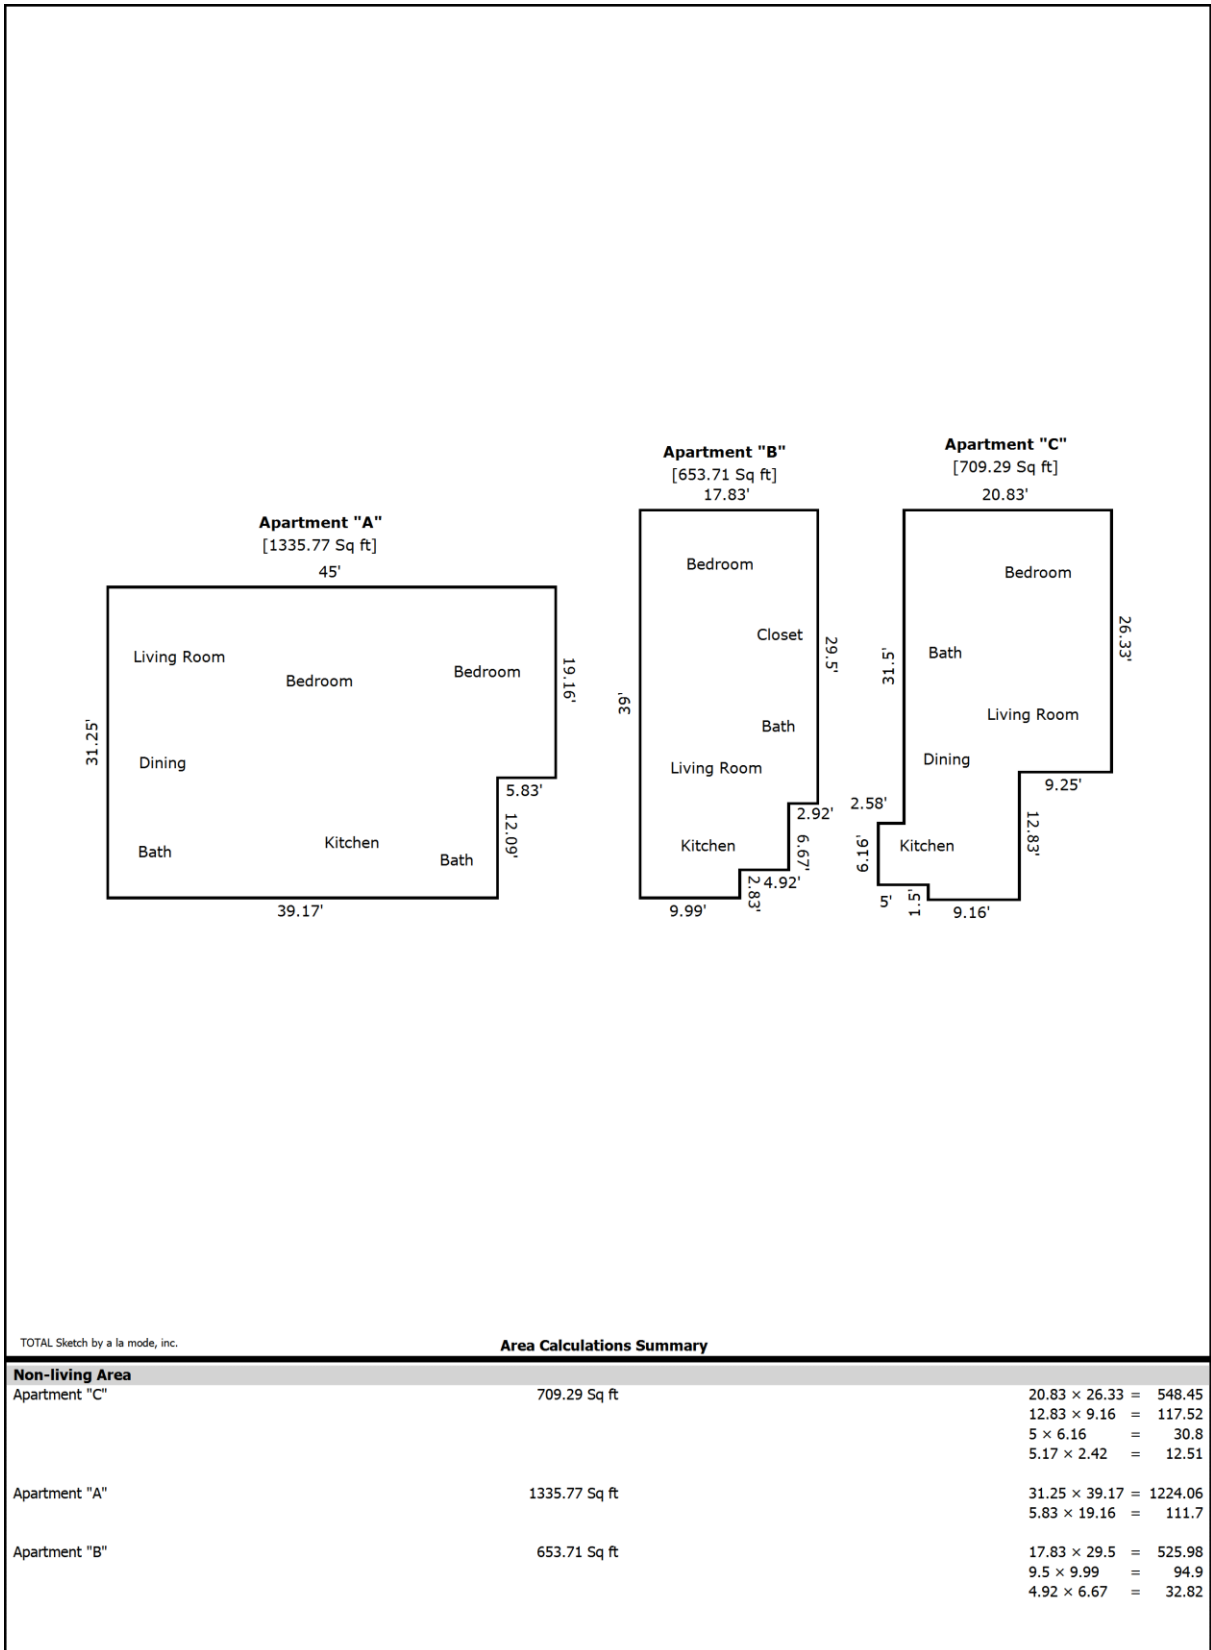 Apartment "A"
[1335.77 Sq ft]
45'
Living Room
Bedroom
Bedroom
19.16'
31.25'
Dining
5.83'
12.09'
Bath
Kitchen
Bath
39.17'
Apartment "B"
[653.71 Sq ft]
17.83'
Bedroom
Closet
29.5'
39'
Bath
Living Room
2.92'
Kitchen
6.67'
4.92'
2.83'
9.99'
Apartment "C"
[709.29 Sq ft]
20.83'
Bedroom
26.33'
31.5'
Bath
Living Room
Dining
9.25'
2.58'
12.83'
6.16'
Kitchen
5'
1.5'
9.16'
TOTAL Sketch by a la mode, inc.
Area Calculations Summary
Non-living Area
Apartment "C" 709.29 Sq ft 20.83 × 26.33 = 548.45
12.83 × 9.16 = 117.52
5 × 6.16 = 30.8
5.17 × 2.42 = 12.51
Apartment "A" 1335.77 Sq ft 31.25 × 39.17 = 1224.06
5.83 × 19.16 = 111.7
Apartment "B" 653.71 Sq ft 17.83 × 29.5 = 525.98
9.5 × 9.99 = 94.9
4.92 × 6.67 = 32.82